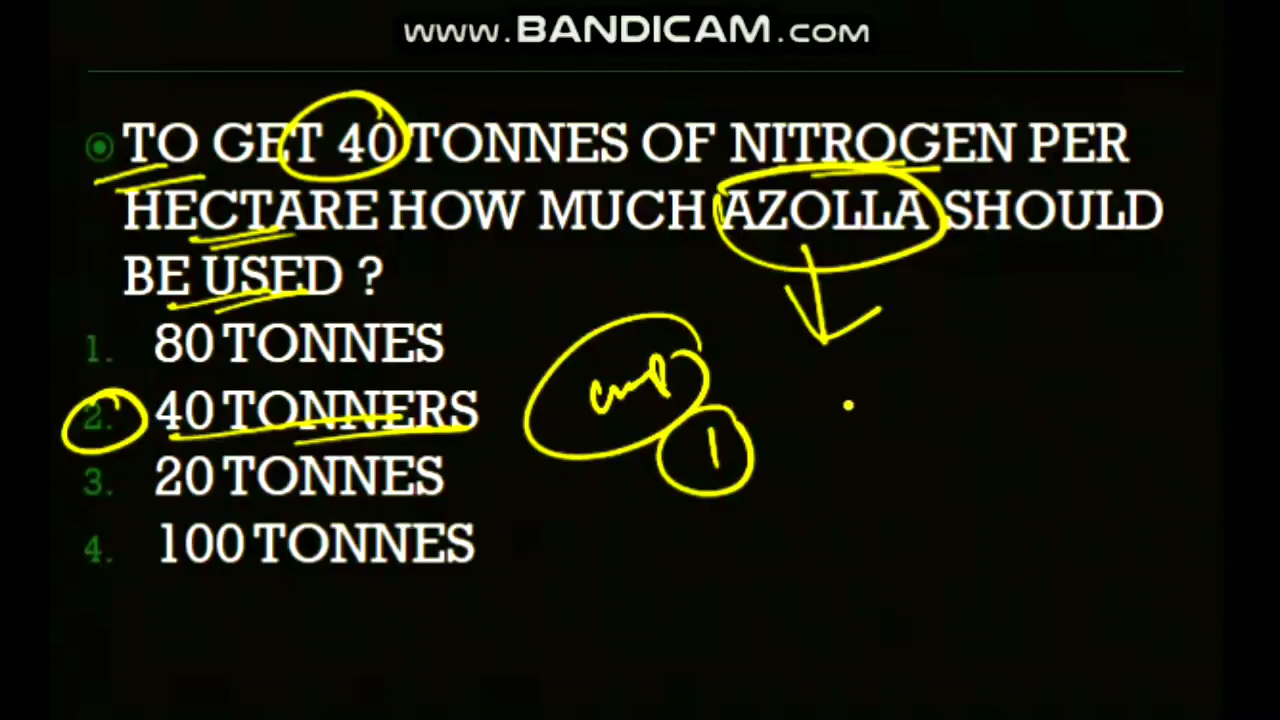 www.BANDICAM.com
TO GET 40 TONNES OF NITROGEN PER
HECTARE HOW MUCH AZOLLA SHOULD
BE USED ?
1. 80 TONNES
2. 40 TONNERS
3. 20 TONNES
4. 100 TONNES
1